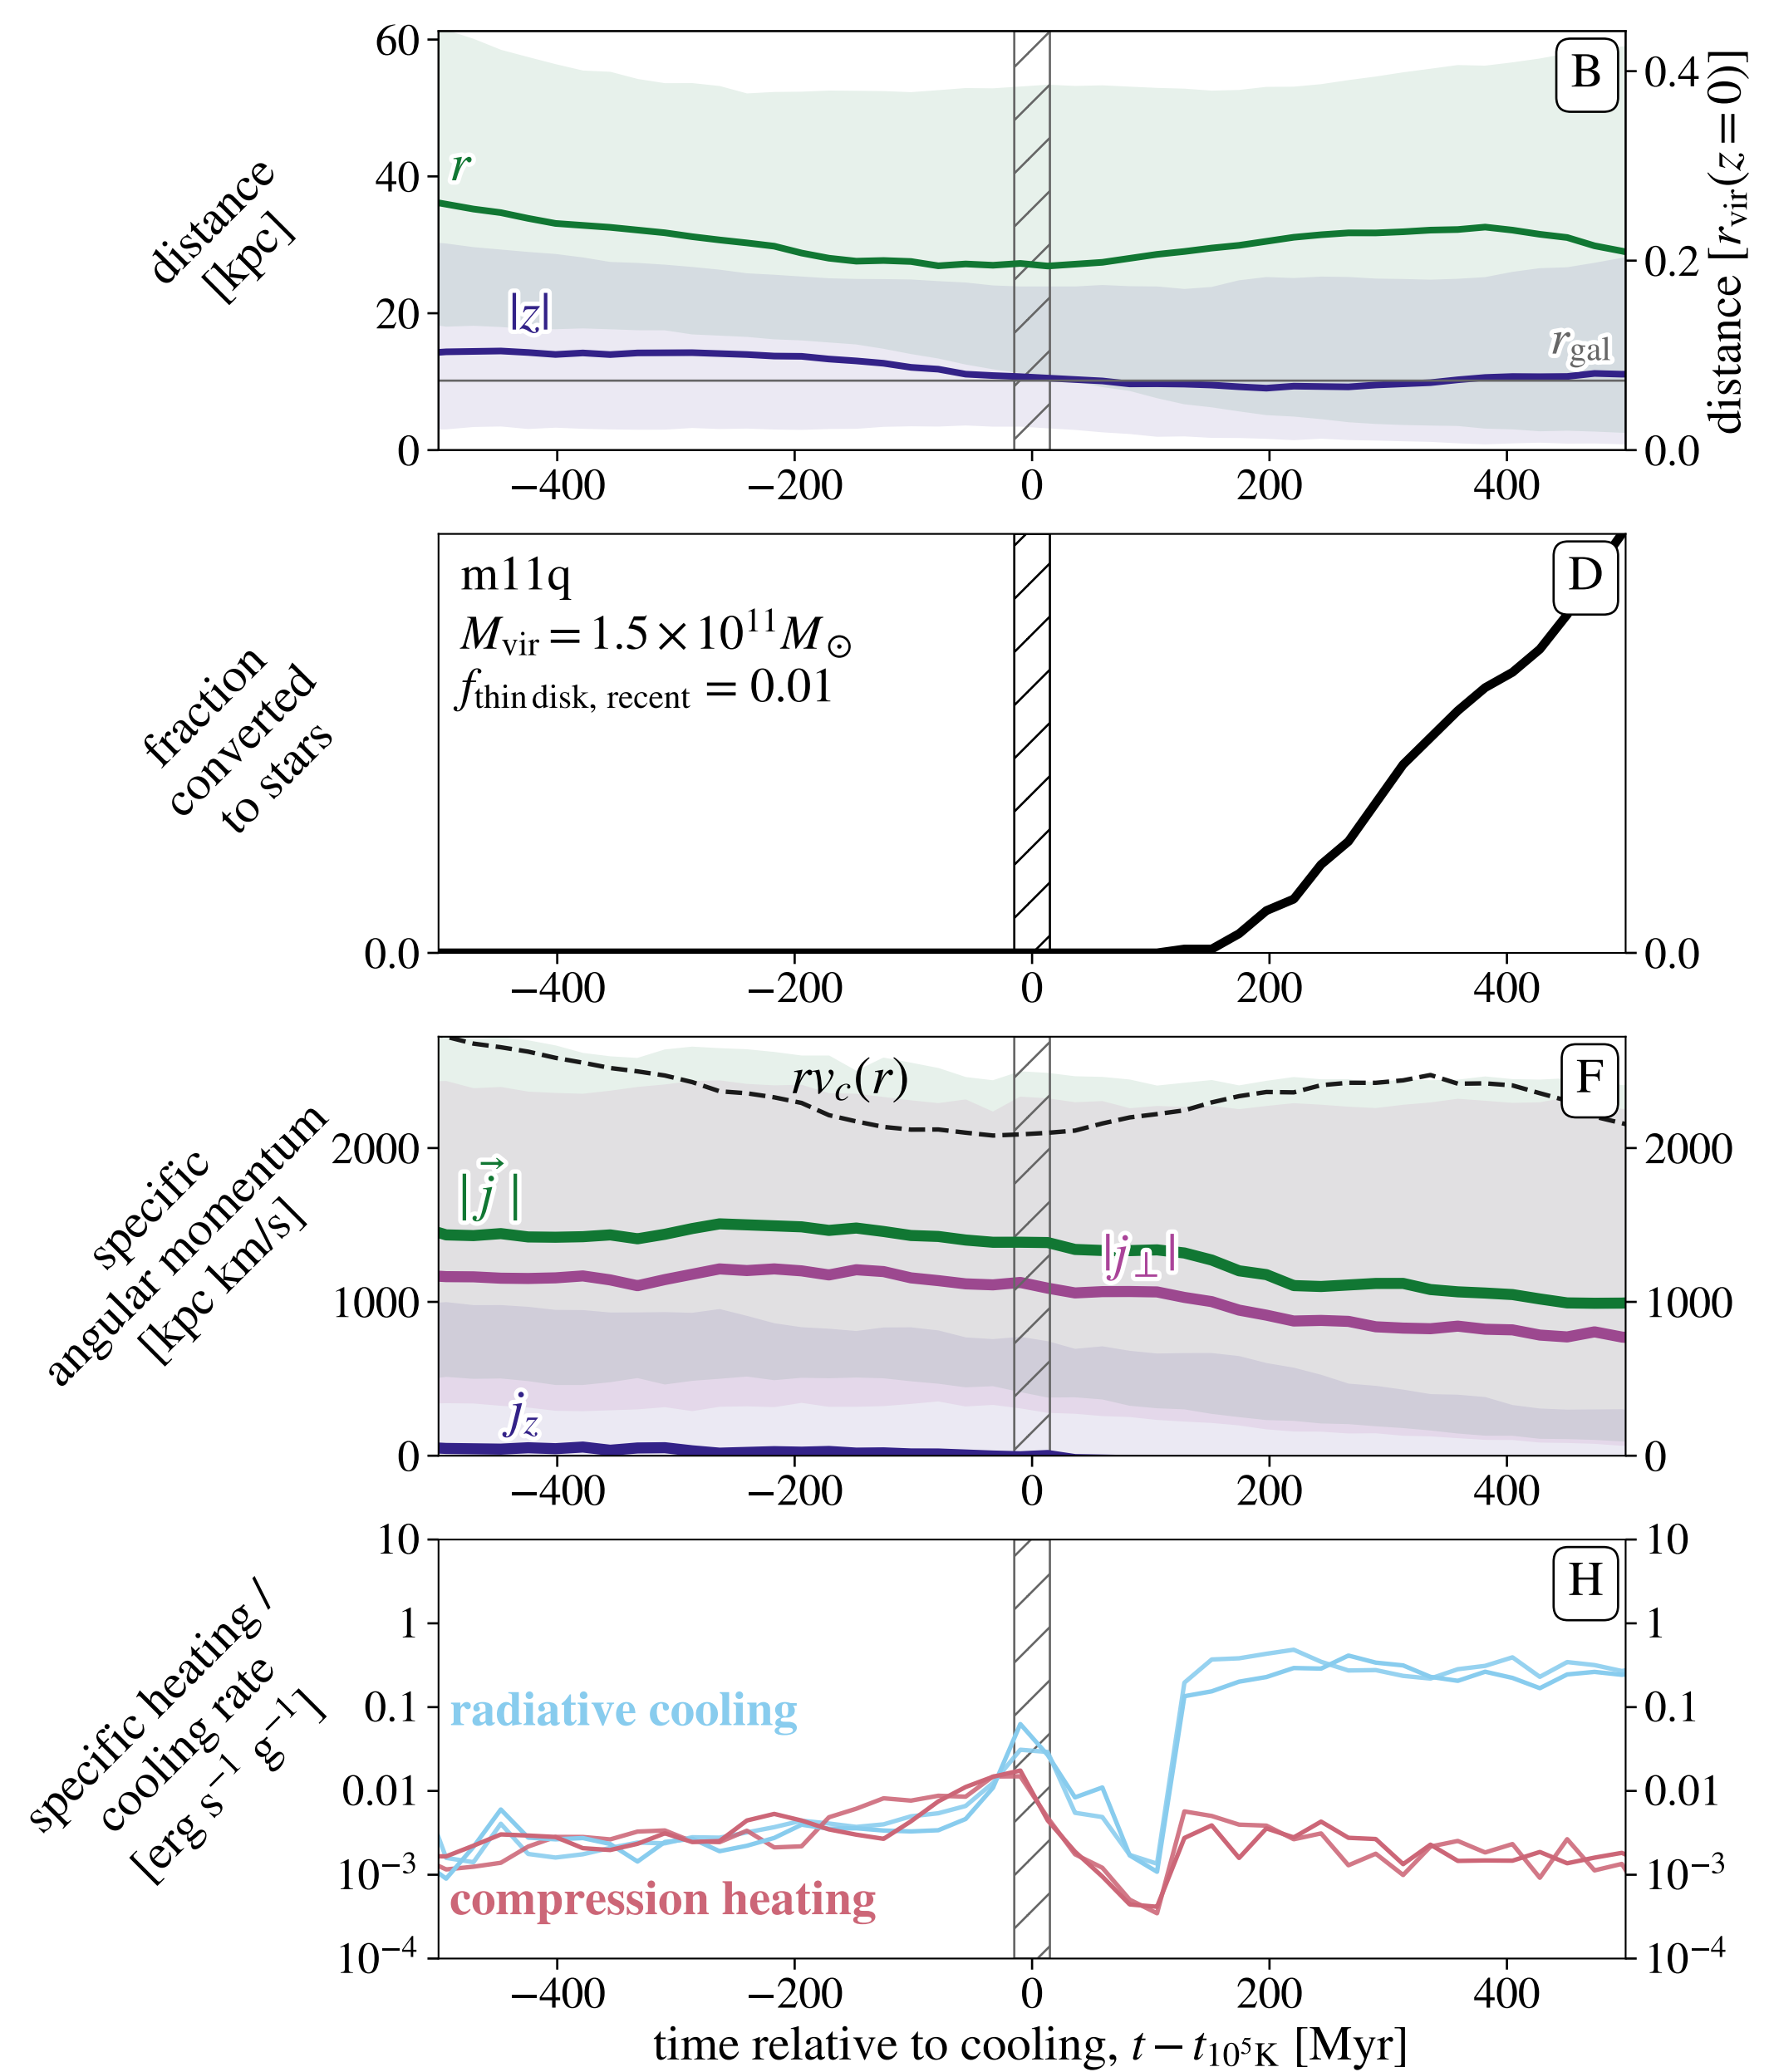 B
distance
[kpc]
60
40
20
0
r
|z|
r_gal
0.4
0.2
0.0
distance [r_vir(z=0)]
−400 −200 0 200 400
D
m11q
M_vir = 1.5 × 10^11 M_⊙
f_thin disk, recent = 0.01
fraction
converted
to stars
0.0
0.0
−400 −200 0 200 400
F
rv_c(r)
specific
angular momentum
[kpc km/s]
2000
1000
0
|j⃗|
|j_⊥|
j_z
2000
1000
0
−400 −200 0 200 400
H
specific heating /
cooling rate
[erg s^−1 g^−1]
10
1
0.1
0.01
10^−3
10^−4
radiative cooling
compression heating
10
1
0.1
0.01
10^−3
10^−4
−400 −200 0 200 400
time relative to cooling, t − t_10^5K [Myr]